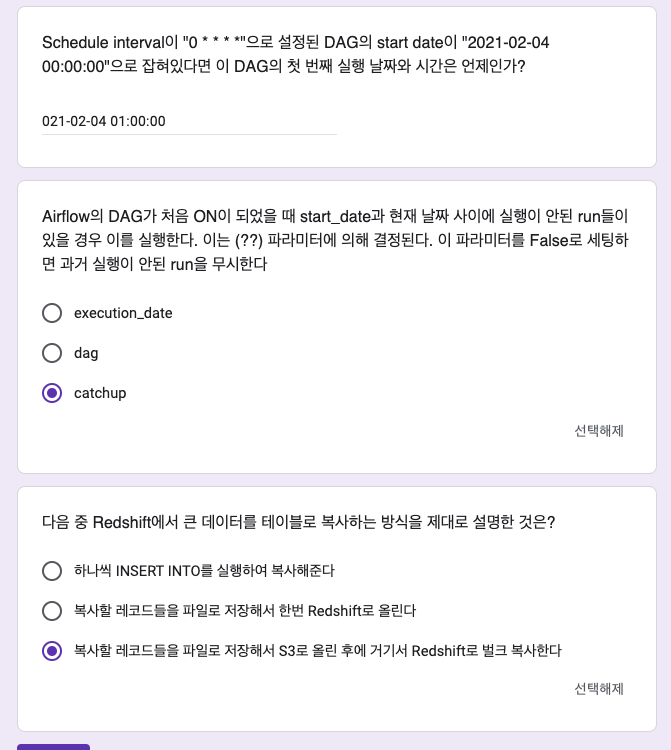 Schedule interval이 "0 * * * *"으로 설정된 DAG의 start date이 "2021-02-04
00:00:00"으로 잡혀있다면 이 DAG의 첫 번째 실행 날짜와 시간은 언제인가?
021-02-04 01:00:00
Airflow의 DAG가 처음 ON이 되었을 때 start_date과 현재 날짜 사이에 실행이 안된 run들이
있을 경우 이를 실행한다. 이는 (??) 파라미터에 의해 결정된다. 이 파라미터를 False로 세팅하
면 과거 실행이 안된 run을 무시한다
execution_date
dag
catchup
선택해제
다음 중 Redshift에서 큰 데이터를 테이블로 복사하는 방식을 제대로 설명한 것은?
하나씩 INSERT INTO를 실행하여 복사해준다
복사할 레코드들을 파일로 저장해서 한번 Redshift로 올린다
복사할 레코드들을 파일로 저장해서 S3로 올린 후에 거기서 Redshift로 벌크 복사한다
선택해제